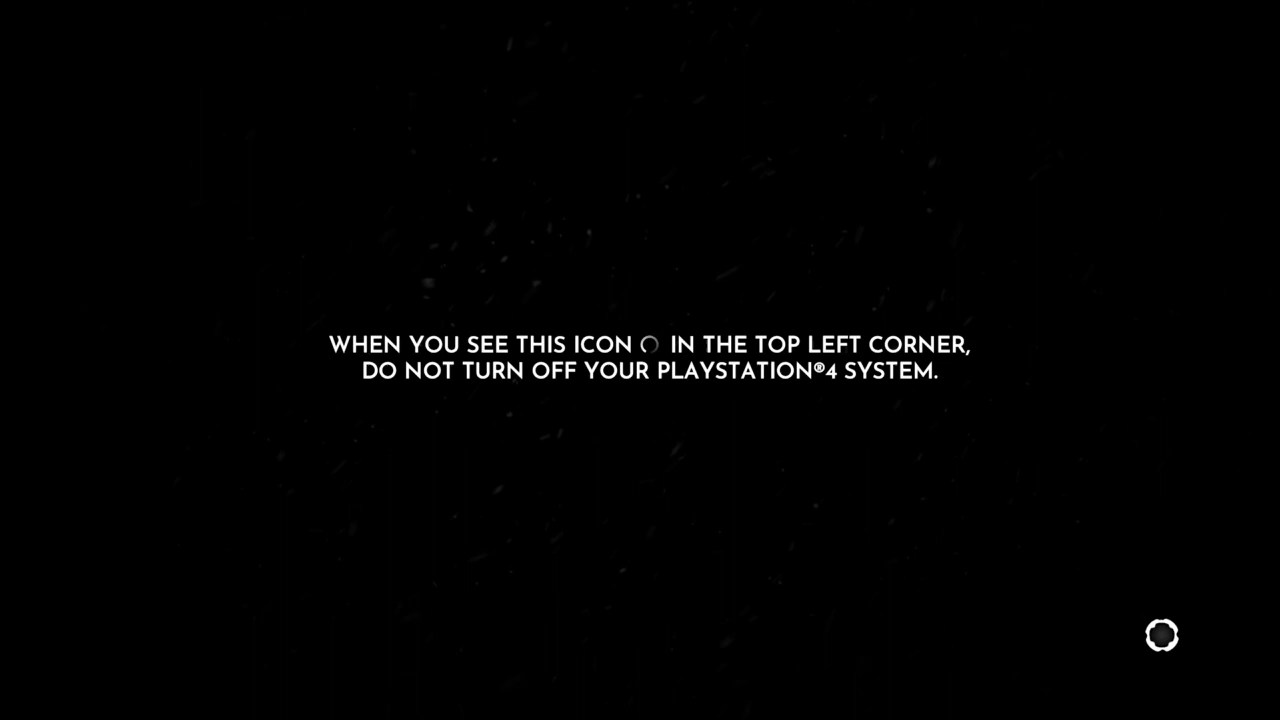 WHEN YOU SEE THIS ICON IN THE TOP LEFT CORNER,
DO NOT TURN OFF YOUR PLAYSTATION®4 SYSTEM.